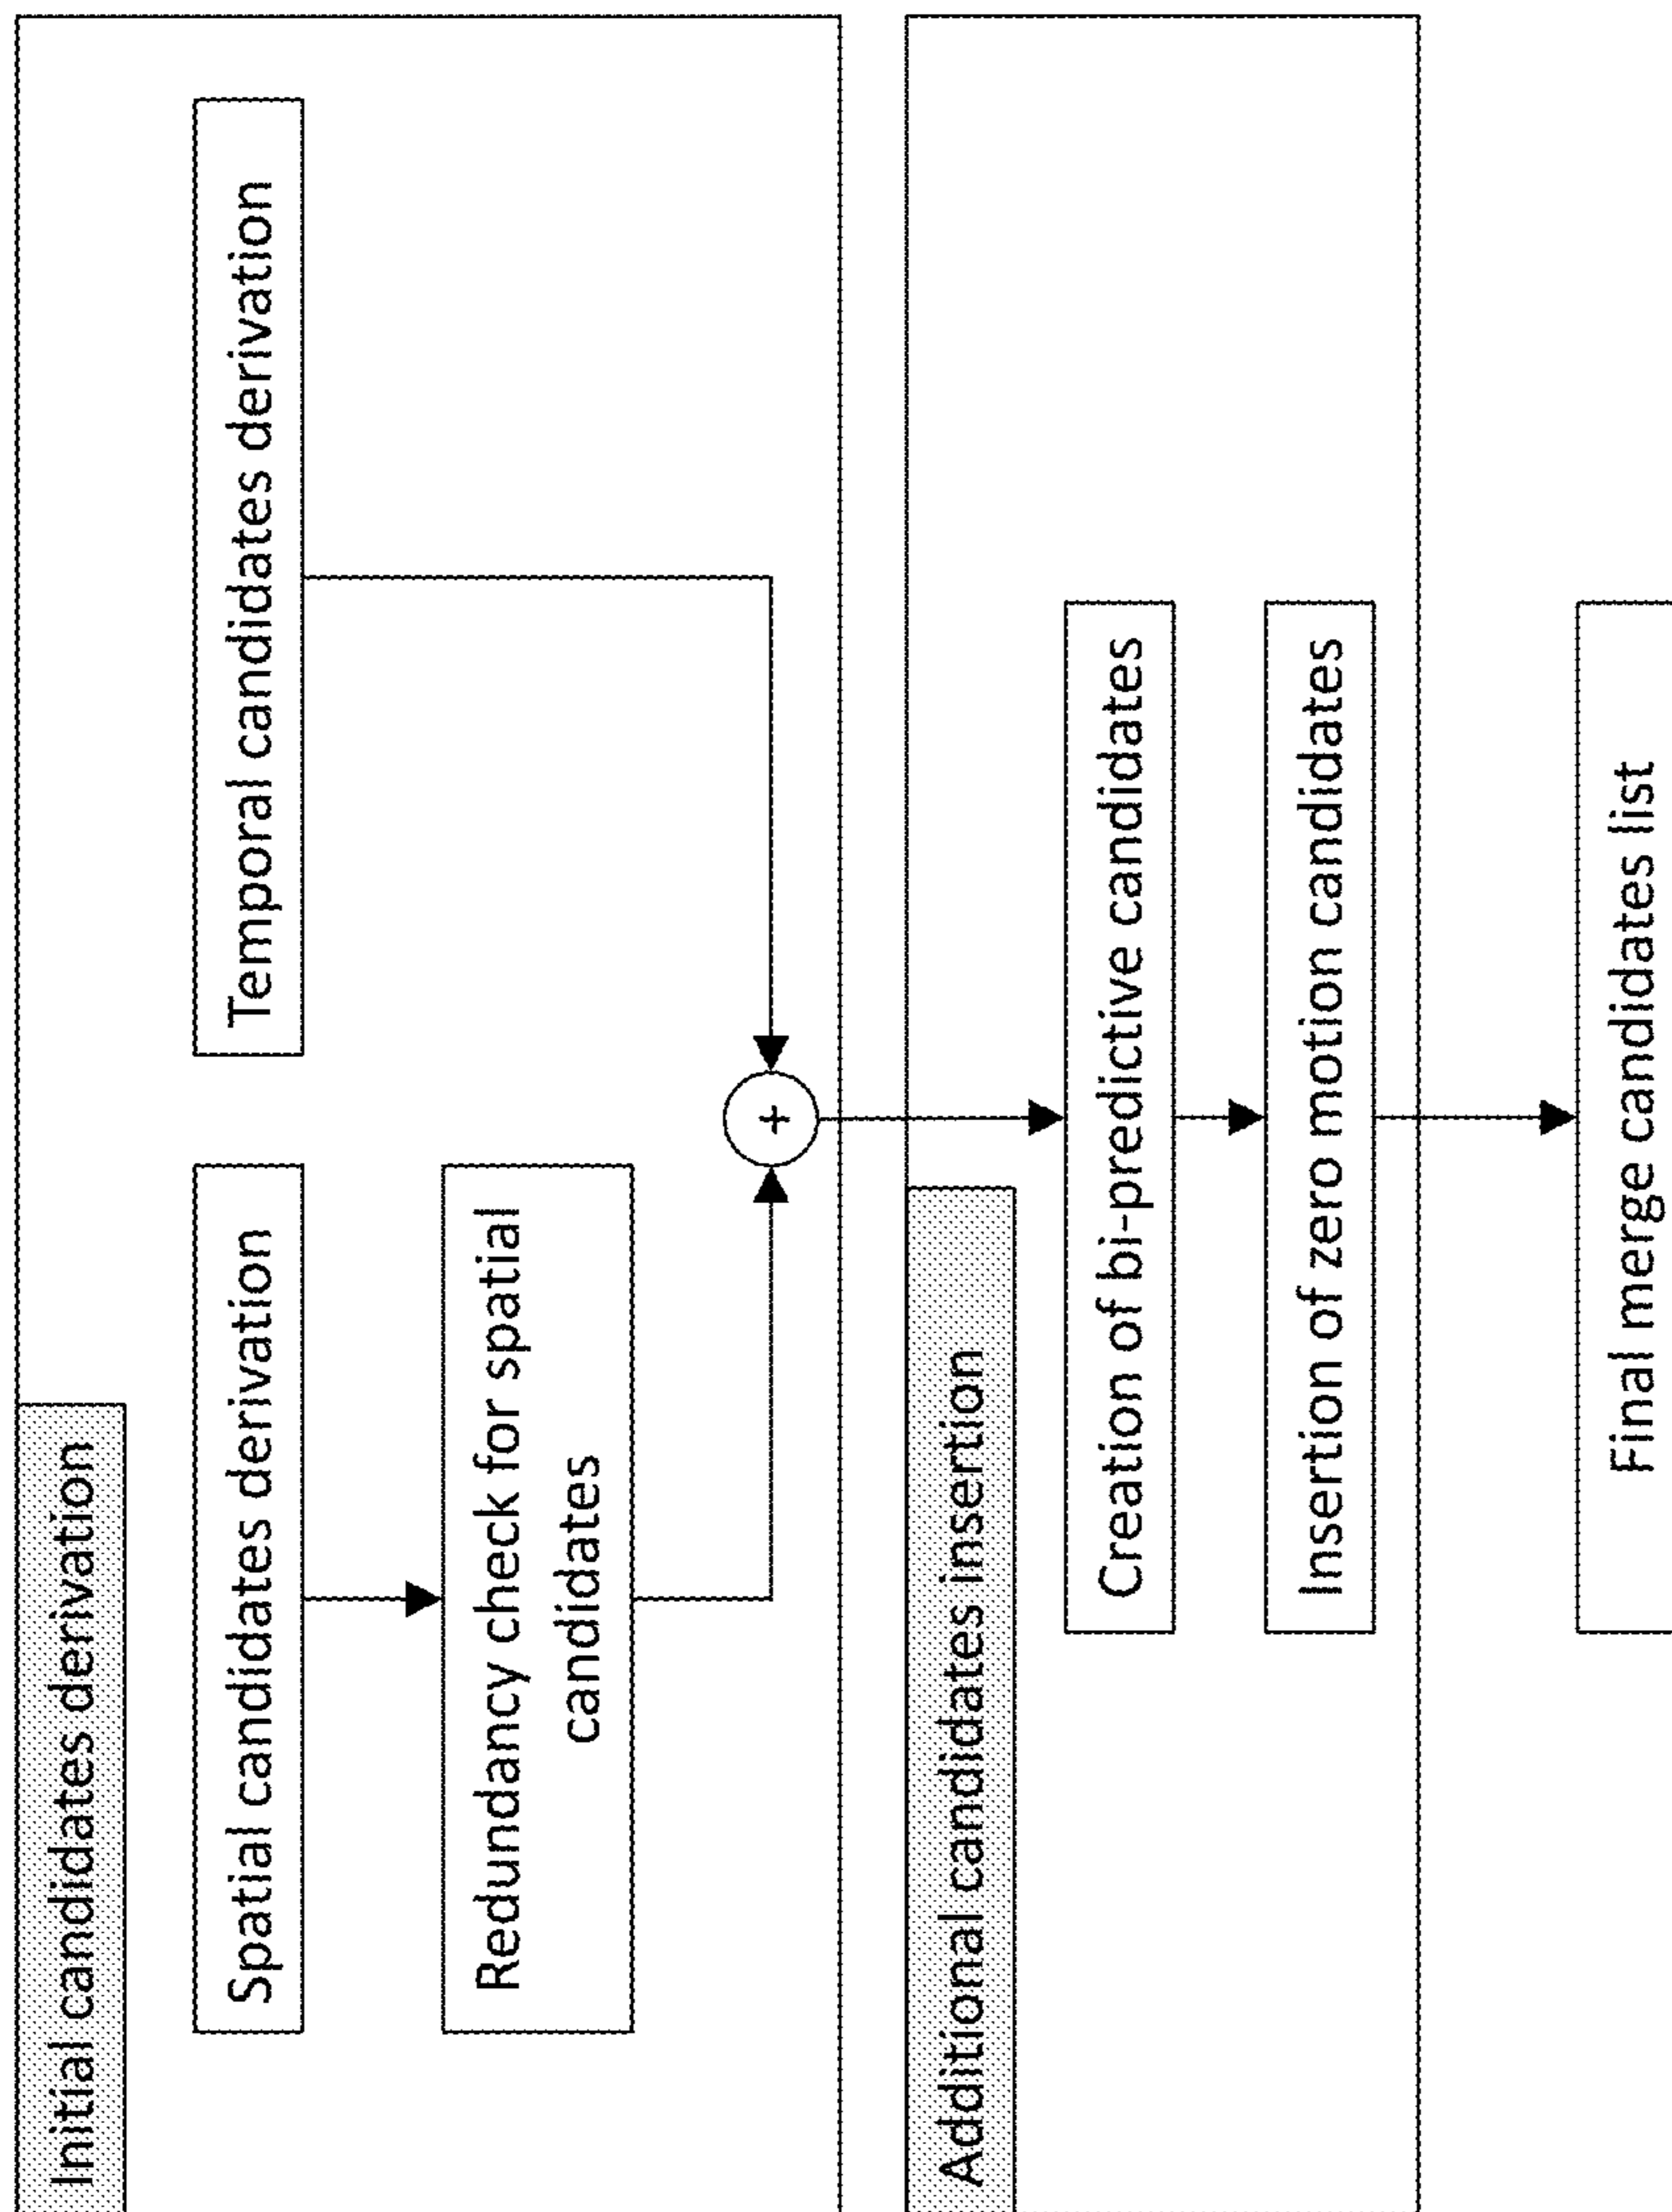 Initial candidates derivation
Spatial candidates derivation
Temporal candidates derivation
Redundancy check for spatial
candidates
+
Additional candidates insertion
Creation of bi-predictive candidates
Insertion of zero motion candidates
Final merge candidates list